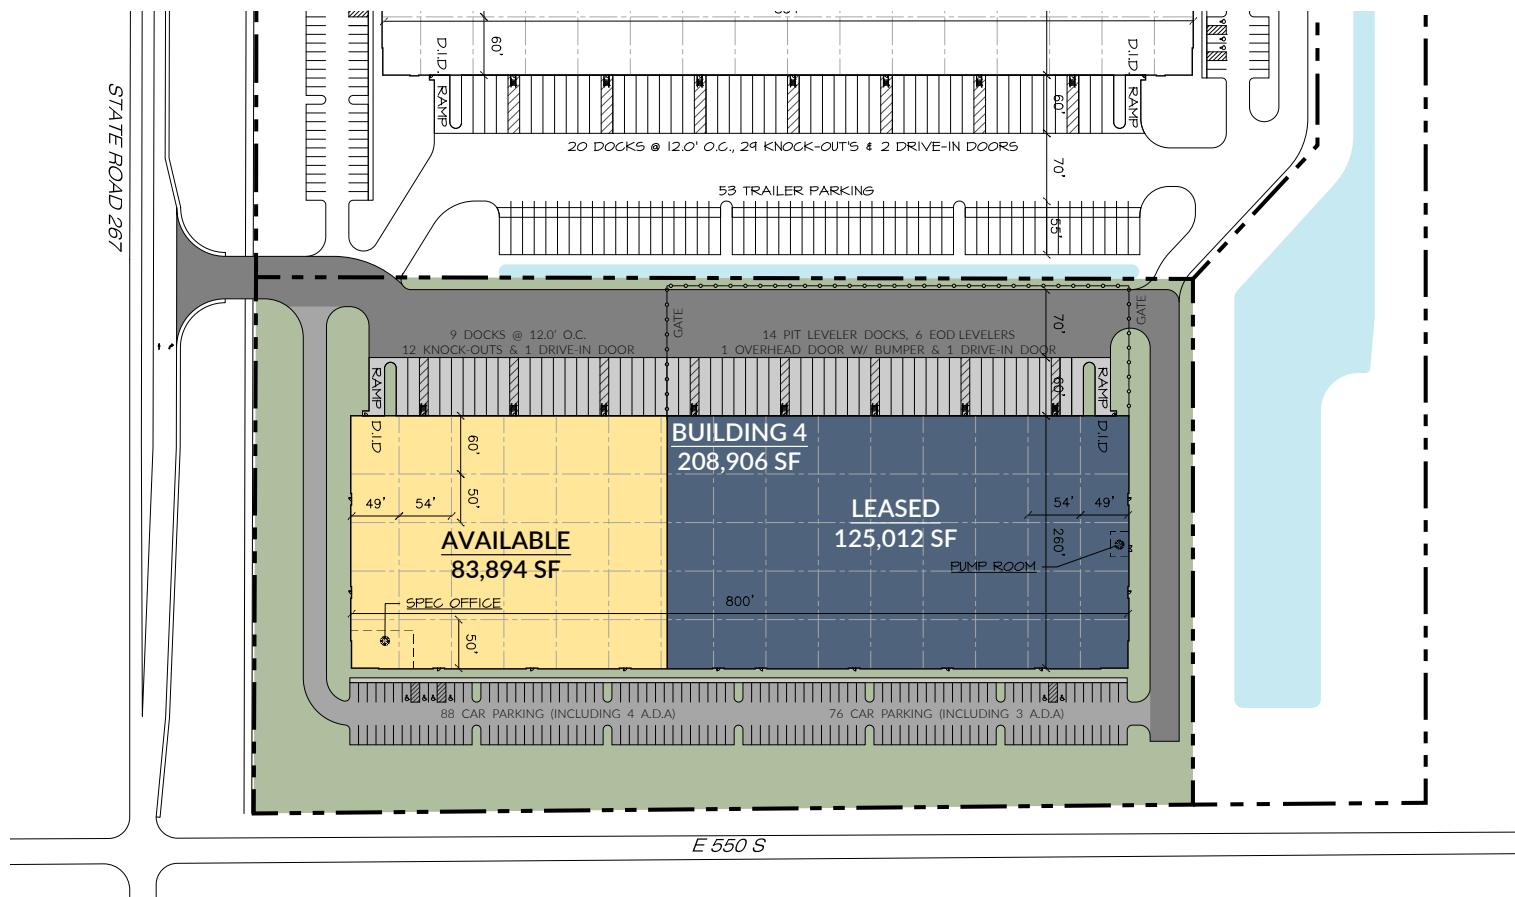 60'
D.I.D.
RAMP
D.I.D.
RAMP
60'
20 DOCKS @ 12.0' O.C., 29 KNOCK-OUT'S & 2 DRIVE-IN DOORS
70'
53 TRAILER PARKING
55'
STATE ROAD 267
GATE
GATE
70'
9 DOCKS @ 12.0' O.C.
12 KNOCK-OUTS & 1 DRIVE-IN DOOR
14 PIT LEVELER DOCKS, 6 EOD LEVELERS
1 OVERHEAD DOOR W/ BUMPER & 1 DRIVE-IN DOOR
RAMP
60'
RAMP
D.I.D
D.I.D
60'
BUILDING 4
208,906 SF
49'
54'
50'
LEASED
125,012 SF
54'
49'
260'
AVAILABLE
83,894 SF
PUMP ROOM
SPEC OFFICE
800'
50'
88 CAR PARKING (INCLUDING 4 A.D.A)
76 CAR PARKING (INCLUDING 3 A.D.A)
E 550 S